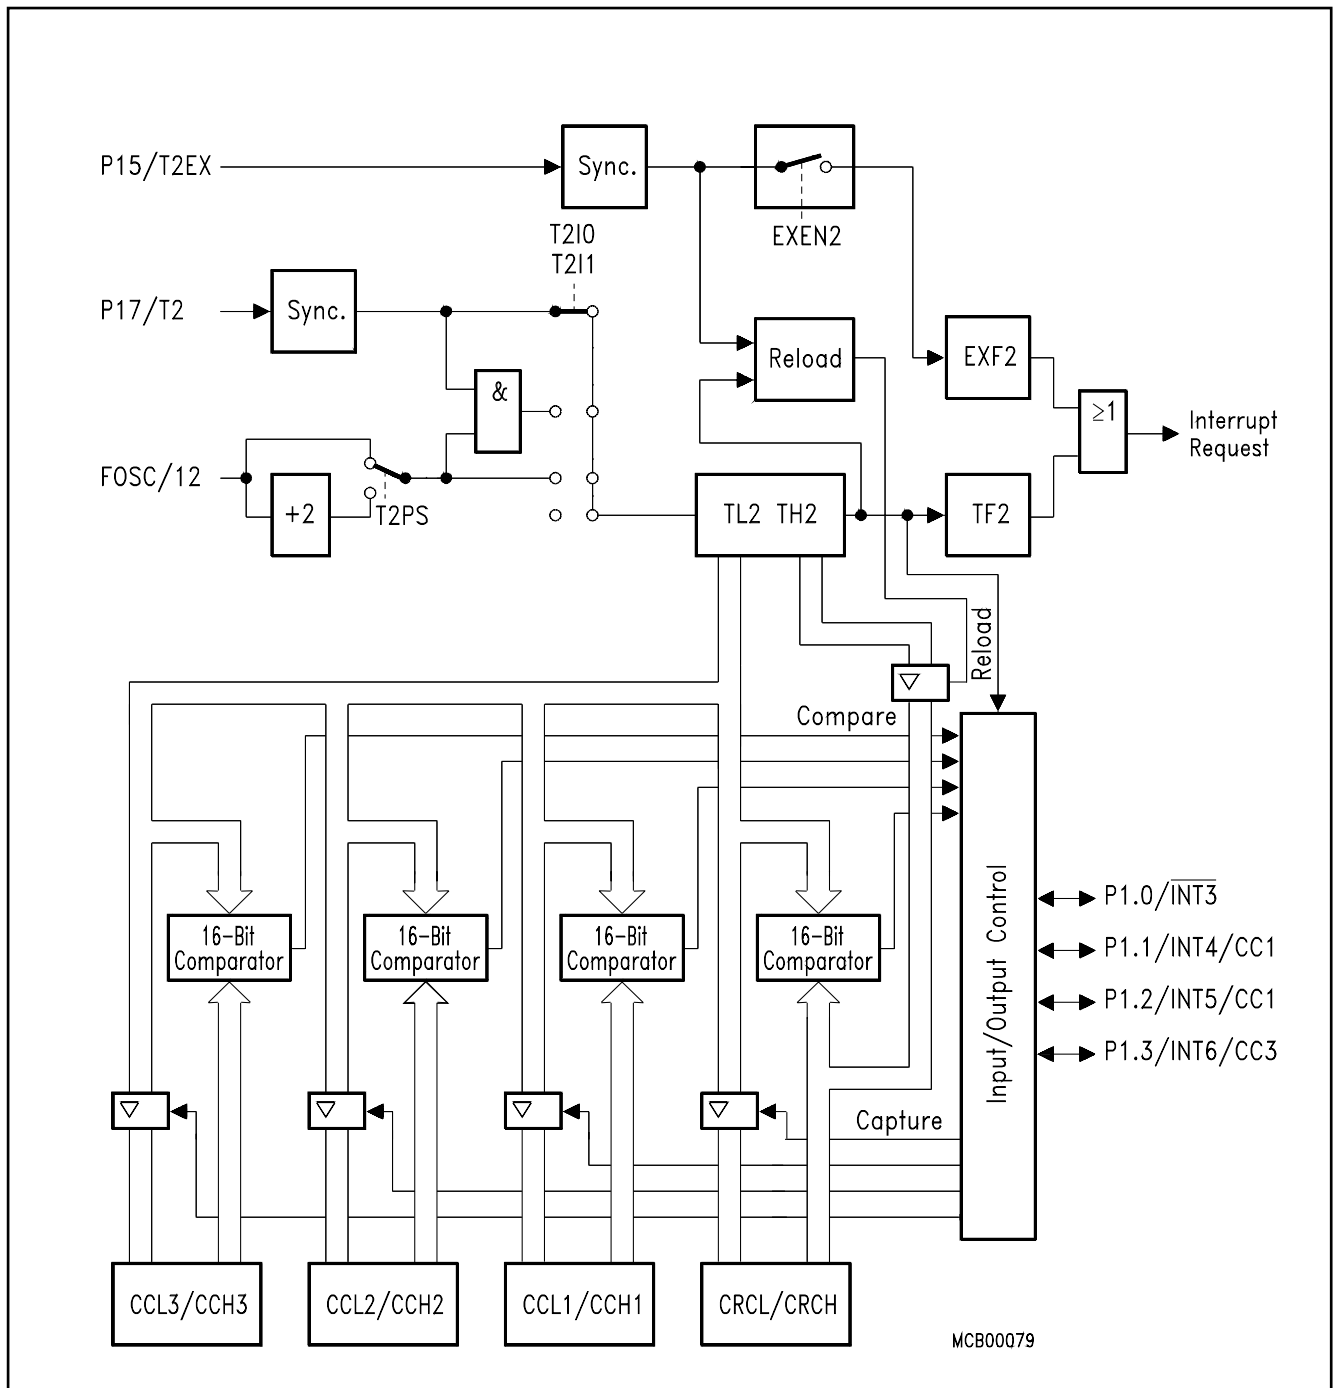 P15/T2EX
Sync.
EXEN2
T2I0
T2I1
P17/T2
Sync.
&
Reload
EXF2
≥1
Interrupt
Request
FOSC/12
+2
T2PS
TL2 TH2
TF2
Reload
Compare
16-Bit
Comparator
16-Bit
Comparator
16-Bit
Comparator
16-Bit
Comparator
Input/Output Control
P1.0/I̅N̅T̅3̅
P1.1/INT4/CC1
P1.2/INT5/CC1
P1.3/INT6/CC3
Capture
CCL3/CCH3
CCL2/CCH2
CCL1/CCH1
CRCL/CRCH
MCB00079